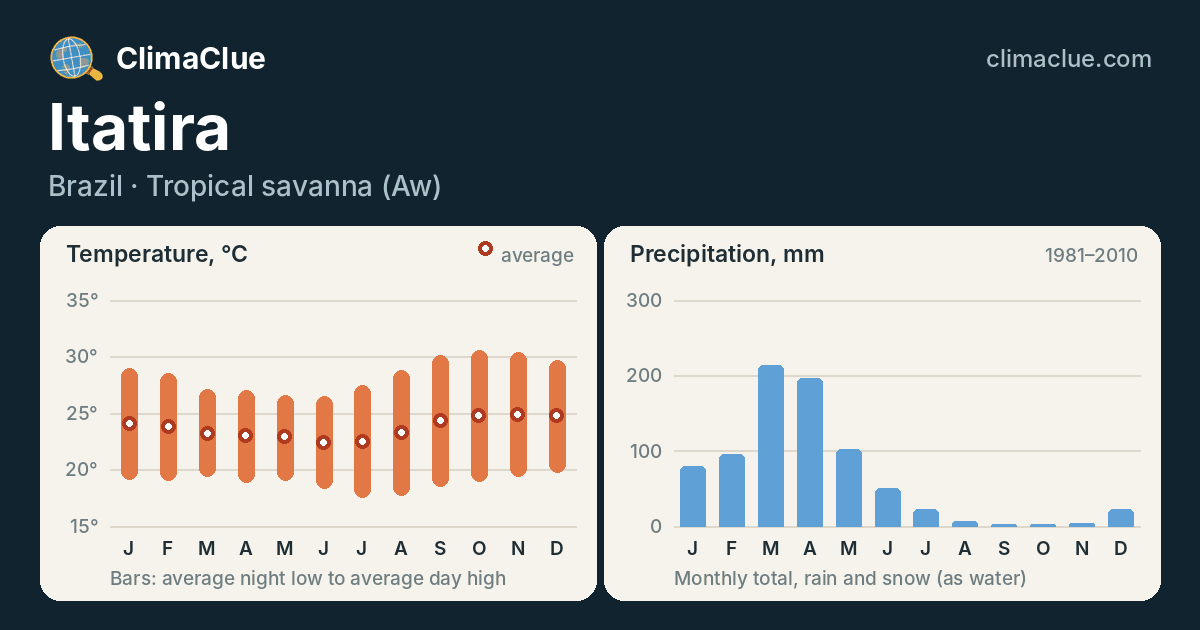 ClimaClue
climaclue.com
Itatira
Brazil · Tropical savanna (Aw)
Temperature, °C
average
35°
30°
25°
20°
15°
J F M A M J J A S O N D
Bars: average night low to average day high
Precipitation, mm
1981–2010
300
200
100
0
J F M A M J J A S O N D
Monthly total, rain and snow (as water)